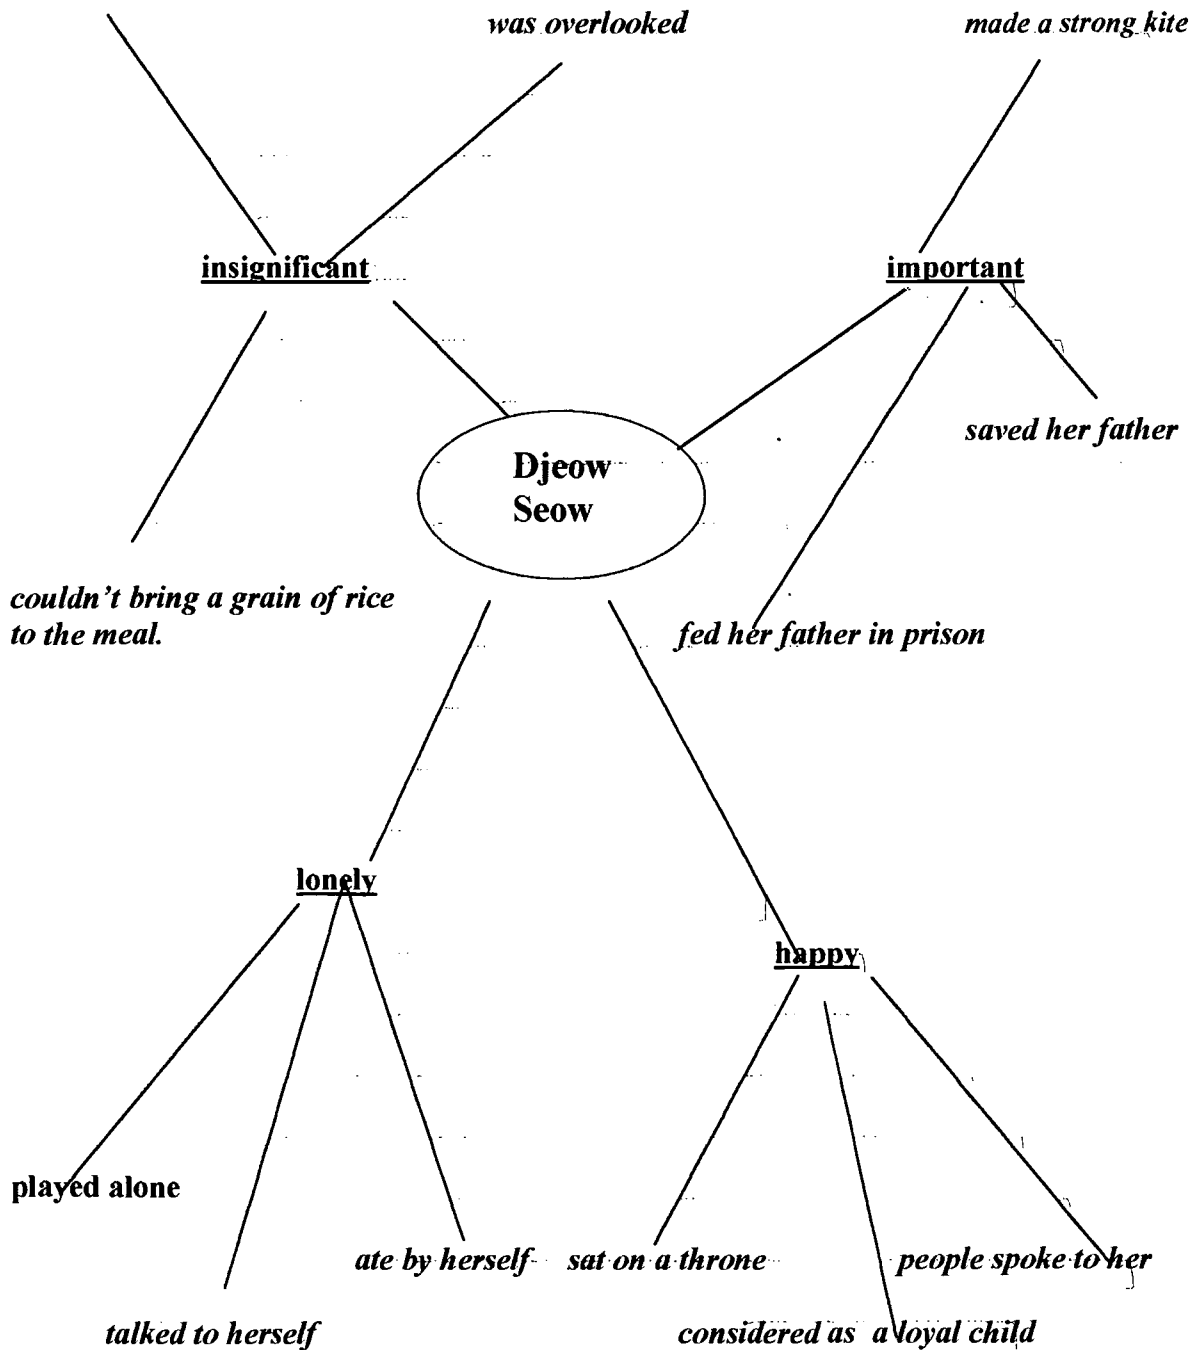 was overlooked
made a strong kite
insignificant
important
saved her father
Djeow
Seow
couldn't bring a grain of rice
to the meal.
fed her father in prison
lonely
happy
played alone
ate by herself
sat on a throne
people spoke to her
talked to herself
considered as a loyal child